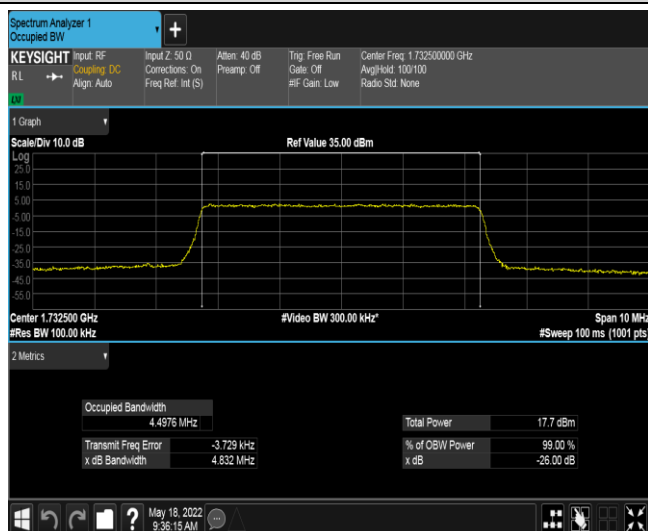 Spectrum Analyzer 1
Occupied BW
KEYSIGHT
RL
LXI
Input: RF
Coupling: DC
Align: Auto
Input Z: 50 Ω
Corrections: On
Freq Ref: Int (S)
Atten: 40 dB
Preamp: Off
Trig: Free Run
Gate: Off
#IF Gain: Low
Center Freq: 1.732500000 GHz
Avg|Hold: 100/100
Radio Std: None
1 Graph
Scale/Div 10.0 dB
Ref Value 35.00 dBm
Log
25.0
15.0
5.00
-5.00
-15.0
-25.0
-35.0
-45.0
-55.0
Center 1.732500 GHz
#Video BW 300.00 kHz*
Span 10 MHz
#Res BW 100.00 kHz
#Sweep 100 ms (1001 pts)
2 Metrics
Occupied Bandwidth
4.4976 MHz
Total Power 17.7 dBm
Transmit Freq Error -3.729 kHz
% of OBW Power 99.00 %
x dB Bandwidth 4.832 MHz
x dB -26.00 dB
?
May 18, 2022
9:36:15 AM